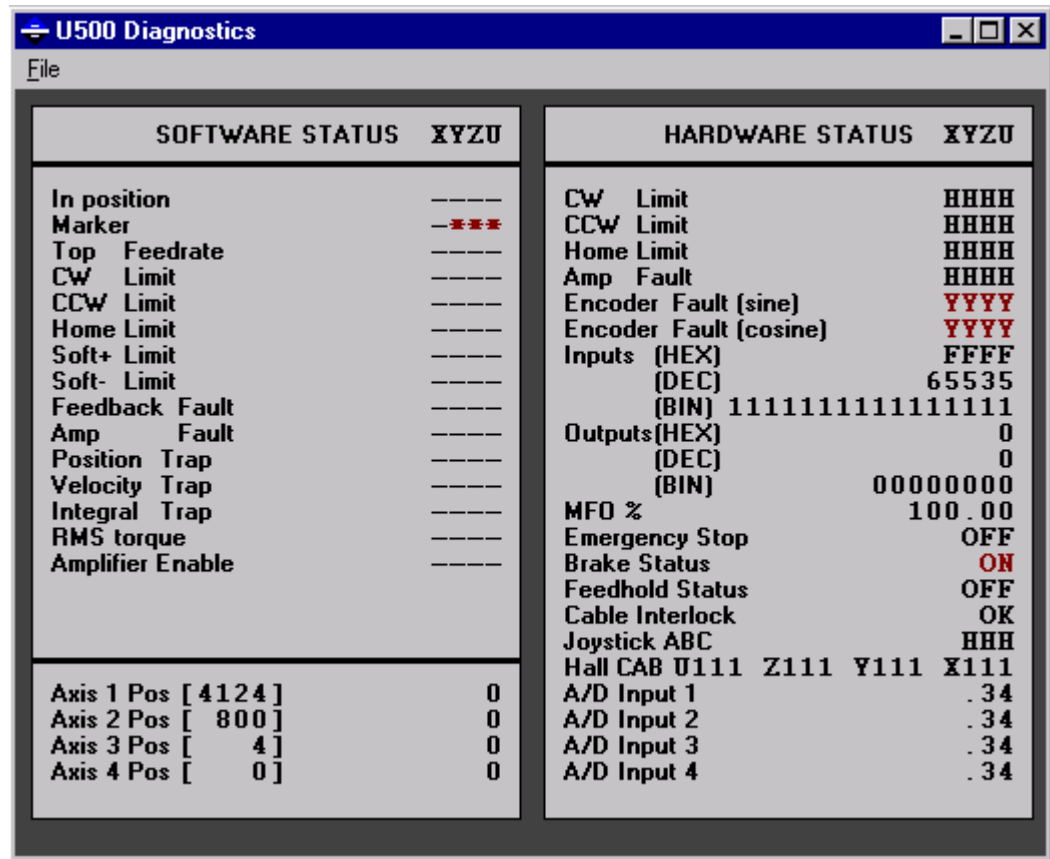 U500 Diagnostics
File
SOFTWARE STATUS XYZU
In position ----
Marker -***
Top Feedrate ----
CW Limit ----
CCW Limit ----
Home Limit ----
Soft+ Limit ----
Soft- Limit ----
Feedback Fault ----
Amp Fault ----
Position Trap ----
Velocity Trap ----
Integral Trap ----
RMS torque ----
Amplifier Enable ----
Axis 1 Pos [4124] 0
Axis 2 Pos [ 800] 0
Axis 3 Pos [ 4] 0
Axis 4 Pos [ 0] 0
HARDWARE STATUS XYZU
CW Limit HHHH
CCW Limit HHHH
Home Limit HHHH
Amp Fault HHHH
Encoder Fault (sine) YYYY
Encoder Fault (cosine) YYYY
Inputs (HEX) FFFF
(DEC) 65535
(BIN) 1111111111111111
Outputs(HEX) 0
(DEC) 0
(BIN) 00000000
MFO % 100.00
Emergency Stop OFF
Brake Status ON
Feedhold Status OFF
Cable Interlock OK
Joystick ABC HHH
Hall CAB U111 Z111 Y111 X111
A/D Input 1 .34
A/D Input 2 .34
A/D Input 3 .34
A/D Input 4 .34